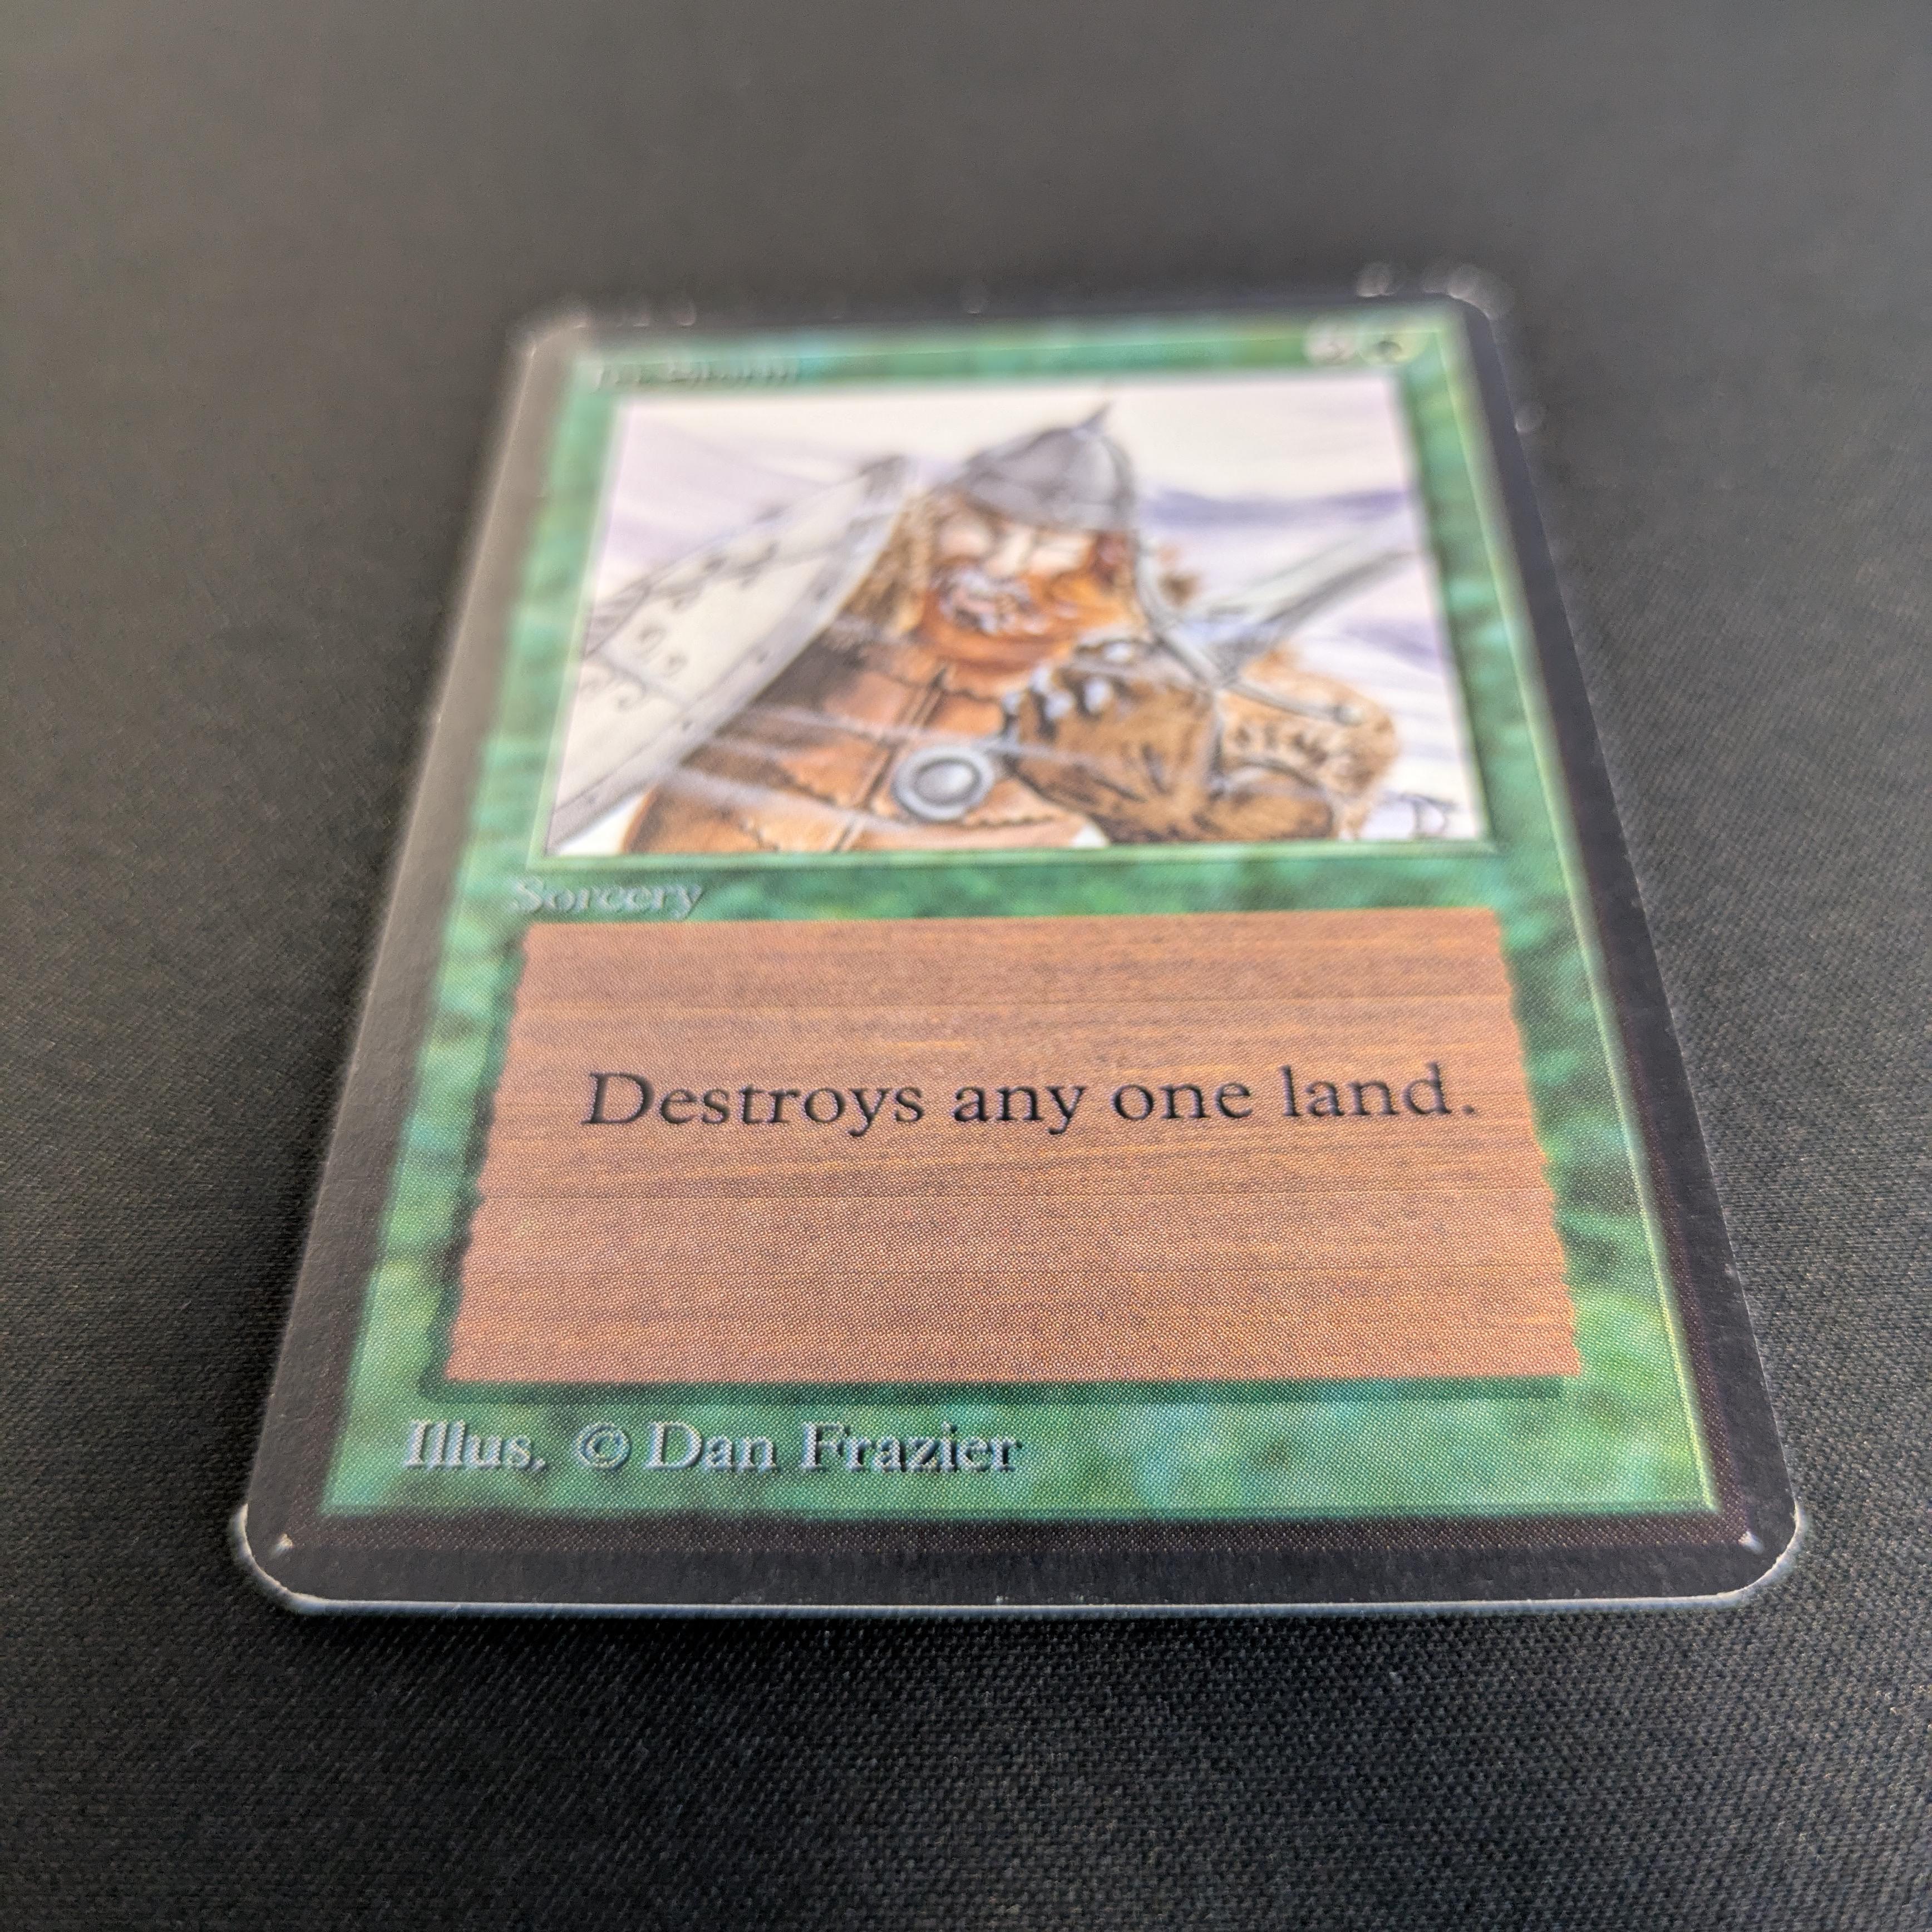 Sorcery
Destroys any one land.
Illus. © Dan Frazier